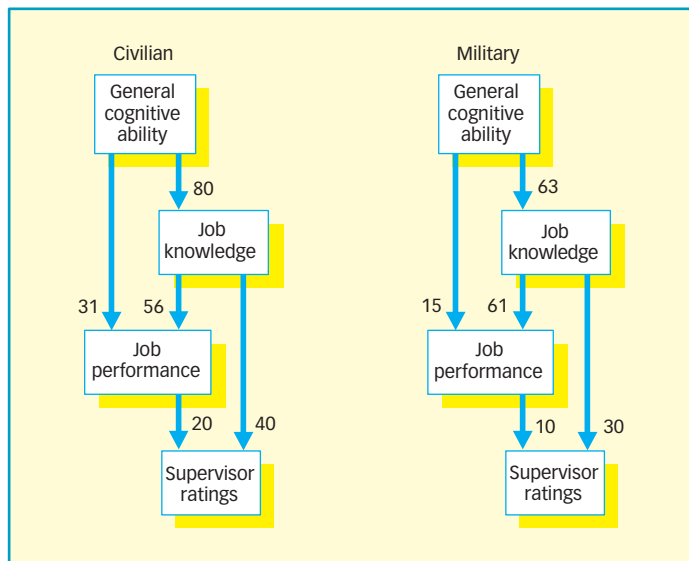 Civilian
General
cognitive
ability
80
Job
knowledge
31
56
Job
performance
20
40
Supervisor
ratings
Military
General
cognitive
ability
63
Job
knowledge
15
61
Job
performance
10
30
Supervisor
ratings